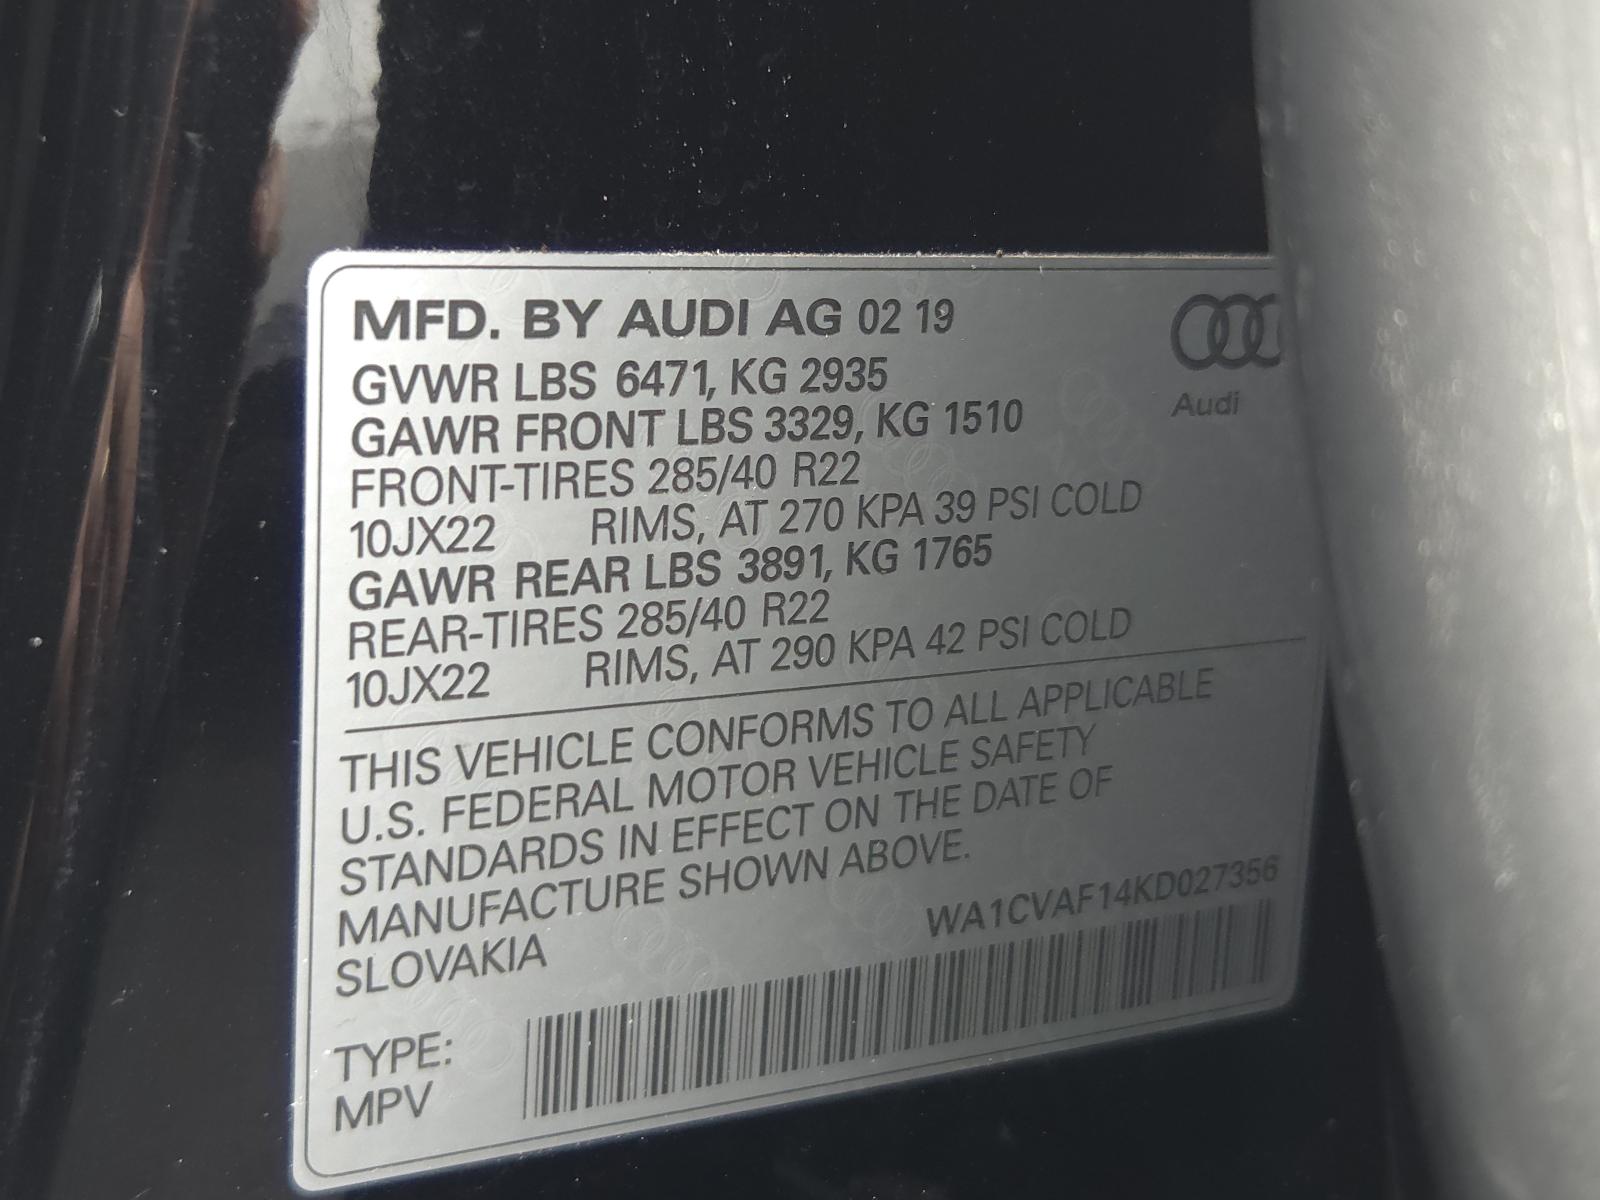 MFD. BY AUDI AG 02 19
GVWR LBS 6471, KG 2935
GAWR FRONT LBS 3329, KG 1510
FRONT-TIRES 285/40 R22
10JX22 RIMS, AT 270 KPA 39 PSI COLD
GAWR REAR LBS 3891, KG 1765
REAR-TIRES 285/40 R22
10JX22 RIMS, AT 290 KPA 42 PSI COLD
Audi
THIS VEHICLE CONFORMS TO ALL APPLICABLE
U.S. FEDERAL MOTOR VEHICLE SAFETY
STANDARDS IN EFFECT ON THE DATE OF
MANUFACTURE SHOWN ABOVE.
SLOVAKIA
WA1CVAF14KD027356
TYPE:
MPV